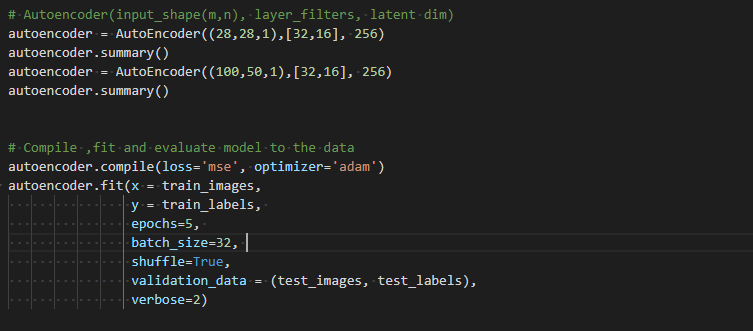 # Autoencoder(input_shape(m,n), layer_filters, latent dim)
autoencoder = AutoEncoder((28,28,1),[32,16], 256)
autoencoder.summary()
autoencoder = AutoEncoder((100,50,1),[32,16], 256)
autoencoder.summary()
# Compile ,fit and evaluate model to the data
autoencoder.compile(loss='mse', optimizer='adam')
autoencoder.fit(x = train_images,
y = train_labels,
epochs=5,
batch_size=32,
shuffle=True,
validation_data = (test_images, test_labels),
verbose=2)